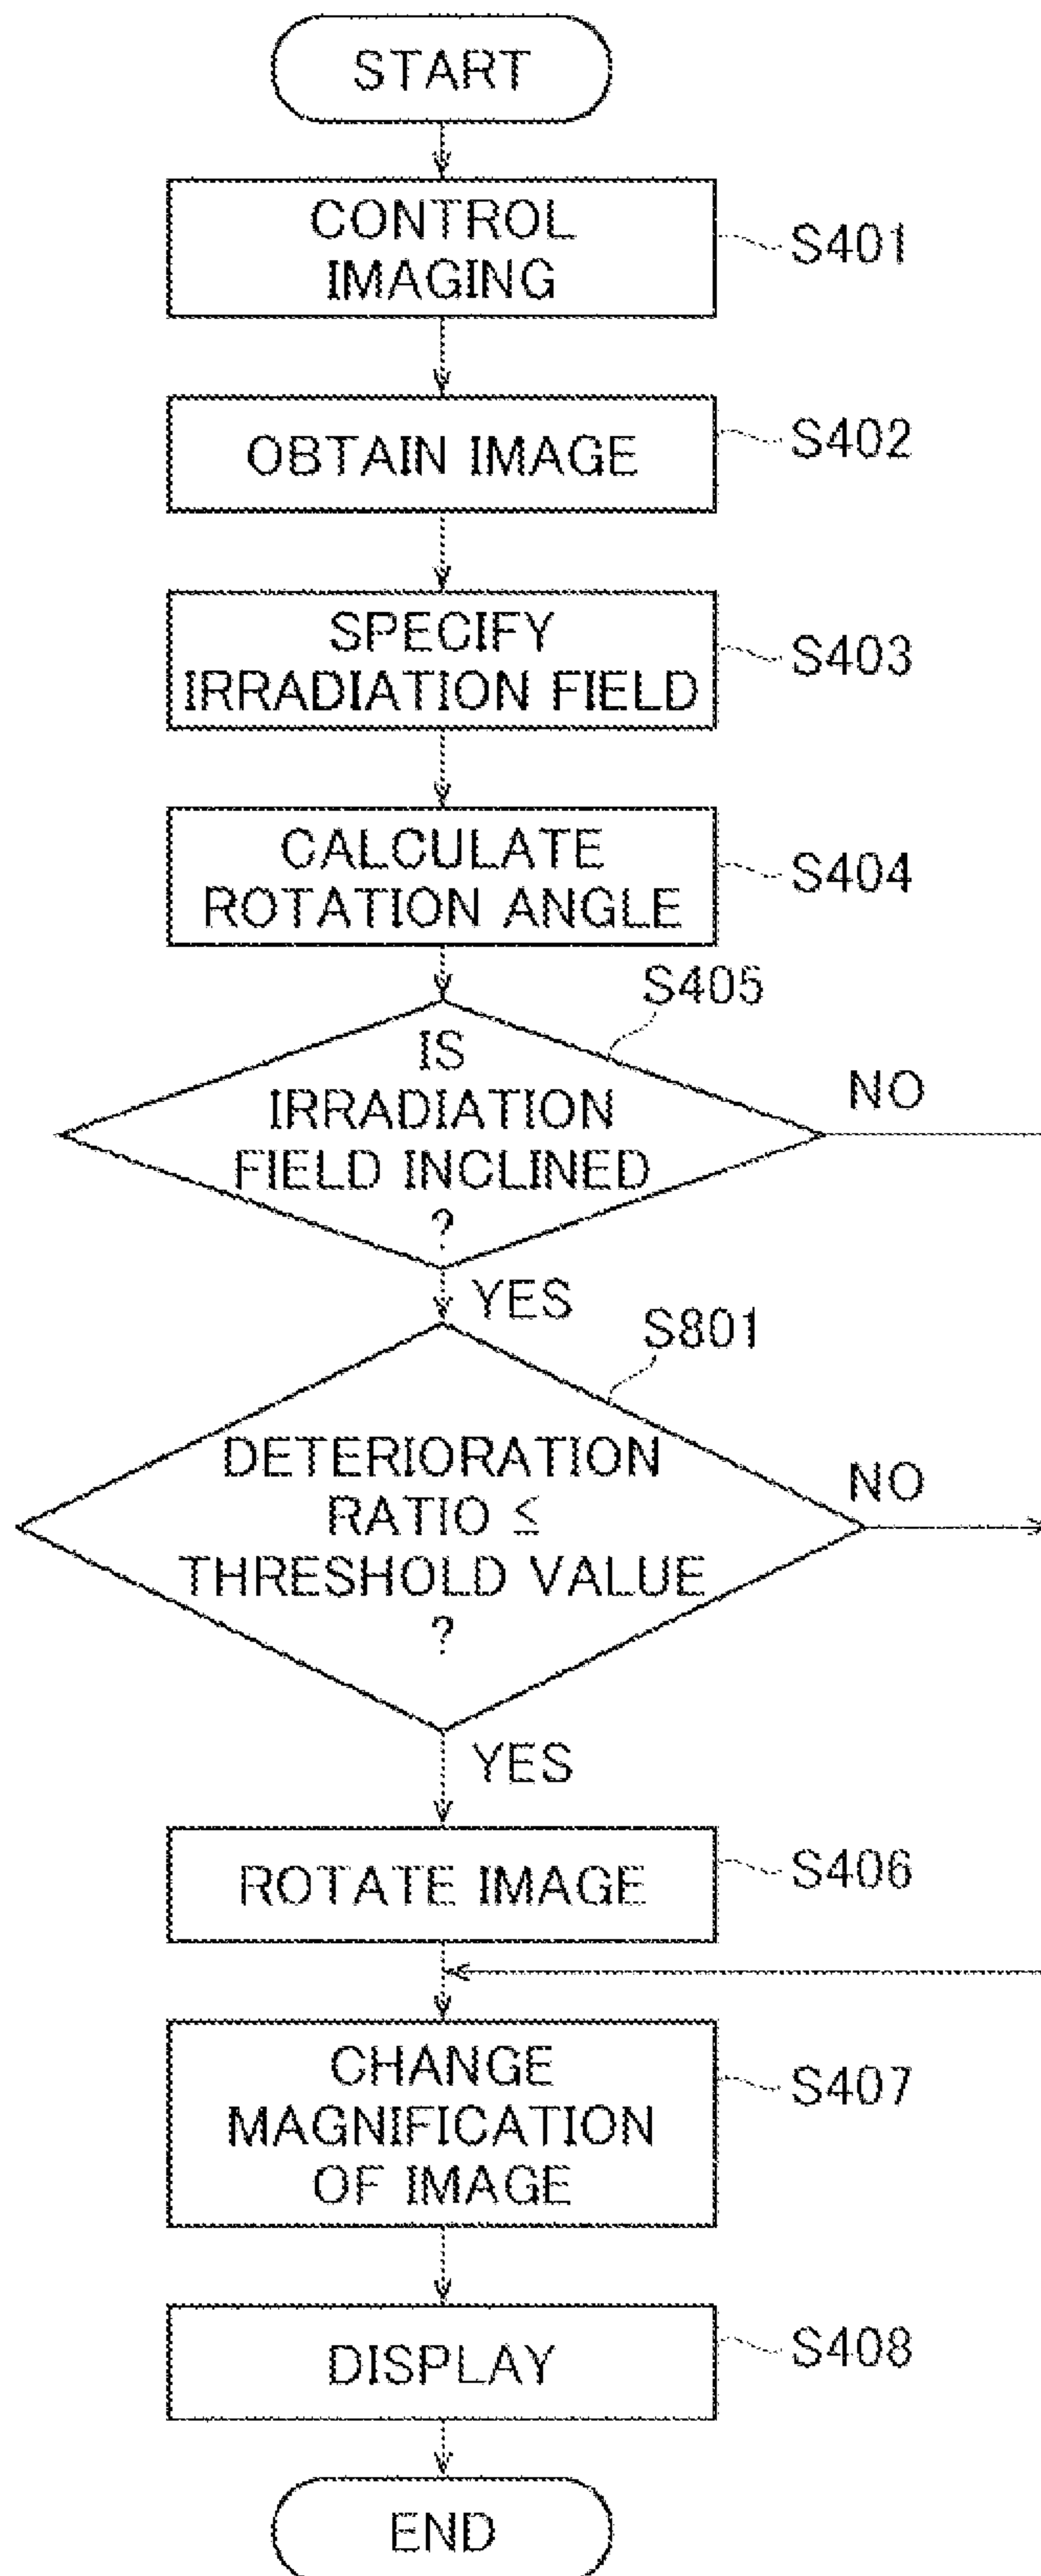 START
CONTROL
IMAGING
S401
OBTAIN IMAGE
S402
SPECIFY
IRRADIATION FIELD
S403
CALCULATE
ROTATION ANGLE
S404
S405
IS
IRRADIATION
FIELD INCLINED
?
NO
YES
S801
DETERIORATION
RATIO ≤
THRESHOLD VALUE
?
NO
YES
ROTATE IMAGE
S406
CHANGE
MAGNIFICATION
OF IMAGE
S407
DISPLAY
S408
END